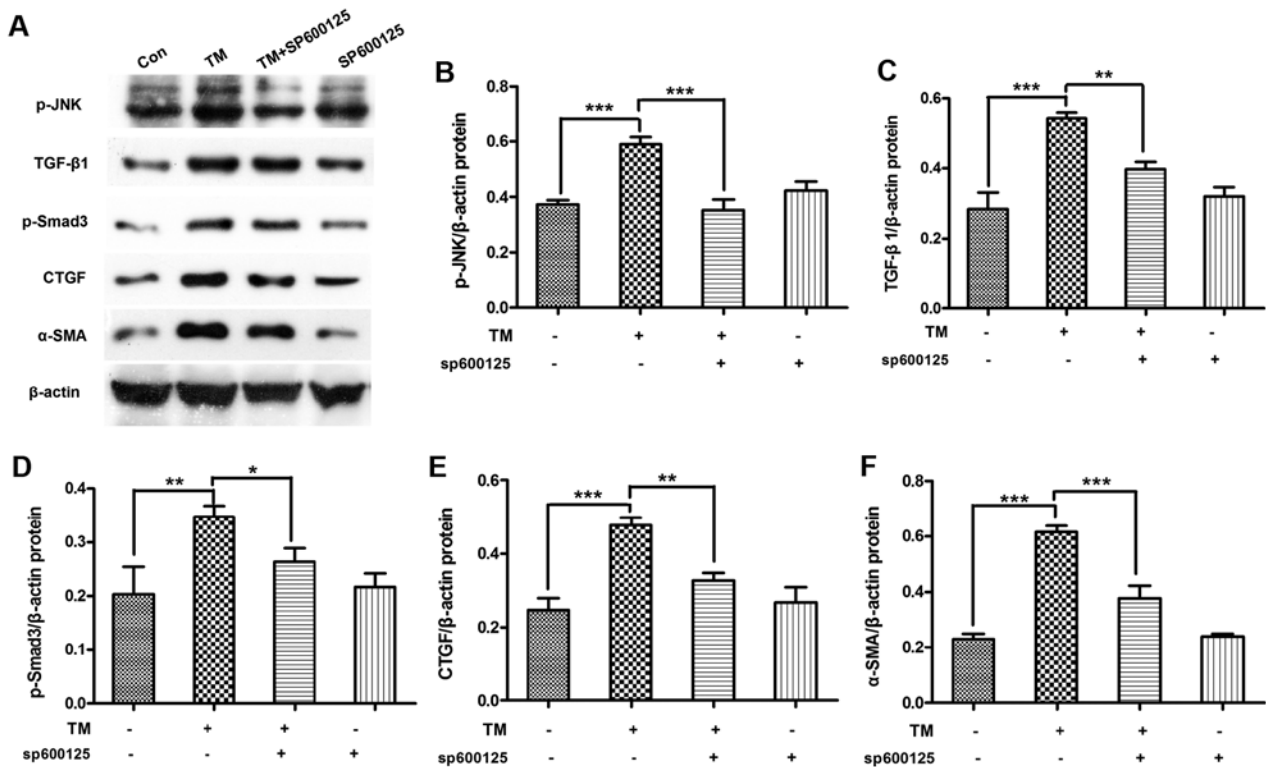 A
Con TM TM+SP600125 SP600125
p-JNK
TGF-β1
p-Smad3
CTGF
α-SMA
β-actin
B
p-JNK/β-actin protein
0.8
0.6
0.4
0.2
0.0
***
***
TM - + + -
sp600125 - - + +
C
TGF-β 1/β-actin protein
0.6
0.4
0.2
0.0
***
**
TM - + + -
sp600125 - - + +
D
p-Smad3/β-actin protein
0.4
0.3
0.2
0.1
0.0
**
*
TM - + + -
sp600125 - - + +
E
CTGF/β-actin protein
0.6
0.4
0.2
0.0
***
**
TM - + + -
sp600125 - - + +
F
α-SMA/β-actin protein
0.8
0.6
0.4
0.2
0.0
***
***
TM - + + -
sp600125 - - + +